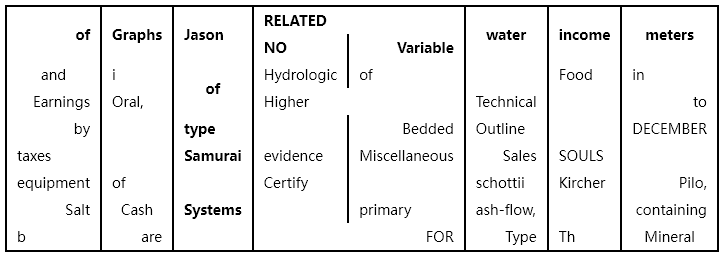 RELATED
of Graphs Jason NO Variable water income meters
and i Hydrologic of Food in
of
Earnings Oral, Higher Technical to
by type Bedded Outline DECEMBER
taxes Samurai evidence Miscellaneous Sales SOULS
equipment of Certify schottii Kircher Pilo,
Salt Cash Systems primary ash-flow, containing
b are FOR Type Th Mineral